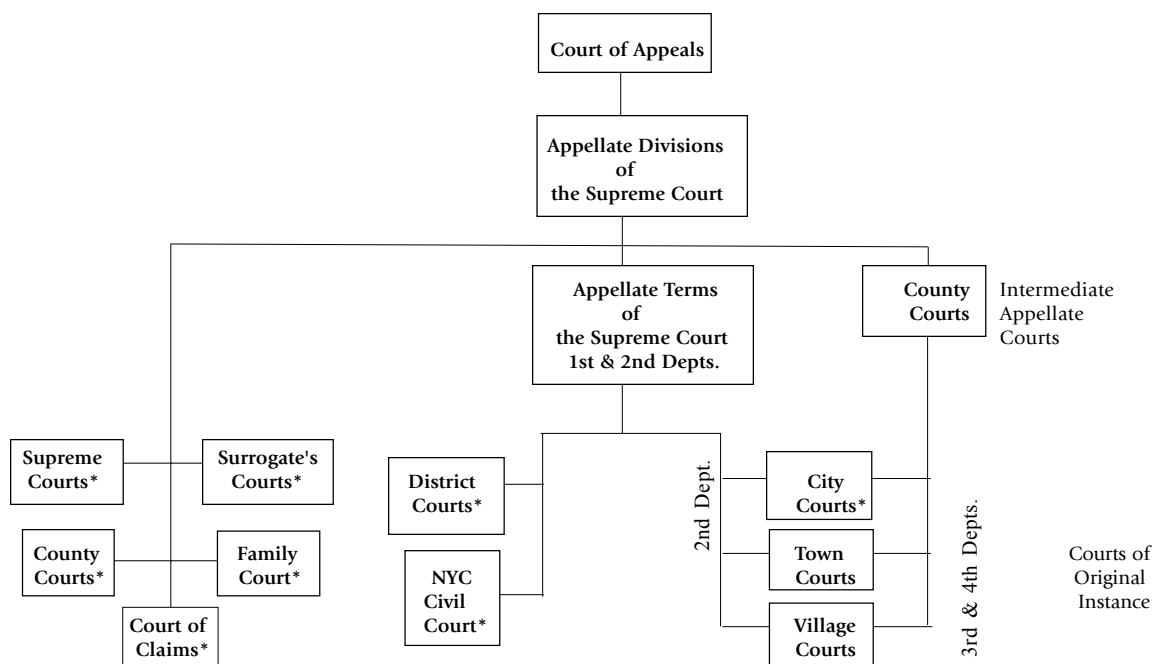 Court of Appeals
Appellate Divisions
of
the Supreme Court
Appellate Terms
of
the Supreme Court
1st & 2nd Depts.
County
Courts
Intermediate
Appellate
Courts
Supreme
Courts*
Surrogate's
Courts*
County
Courts*
Family
Court*
Court of
Claims*
District
Courts*
NYC
Civil
Court*
2nd Dept.
City
Courts*
Town
Courts
Village
Courts
3rd & 4th Depts.
Courts of
Original
Instance